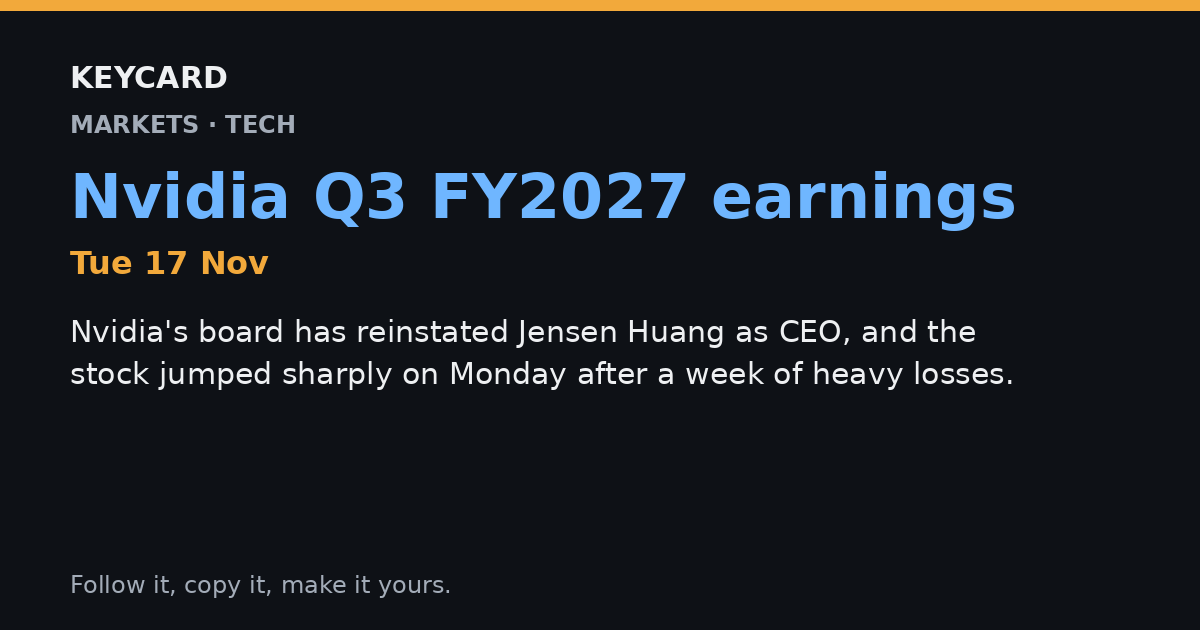 KEYCARD
MARKETS · TECH
Nvidia Q3 FY2027 earnings
Tue 17 Nov
Nvidia's board has reinstated Jensen Huang as CEO, and the
stock jumped sharply on Monday after a week of heavy losses.
Follow it, copy it, make it yours.